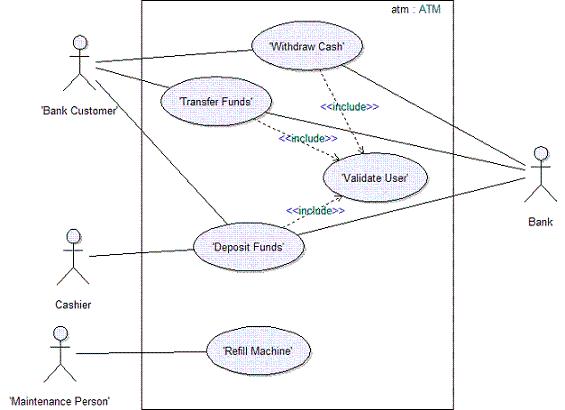 atm : ATM
'Withdraw Cash'
'Bank Customer'
'Transfer Funds'
<<include>>
<<include>>
'Validate User'
<<include>>
Bank
'Deposit Funds'
Cashier
'Refill Machine'
'Maintenance Person'